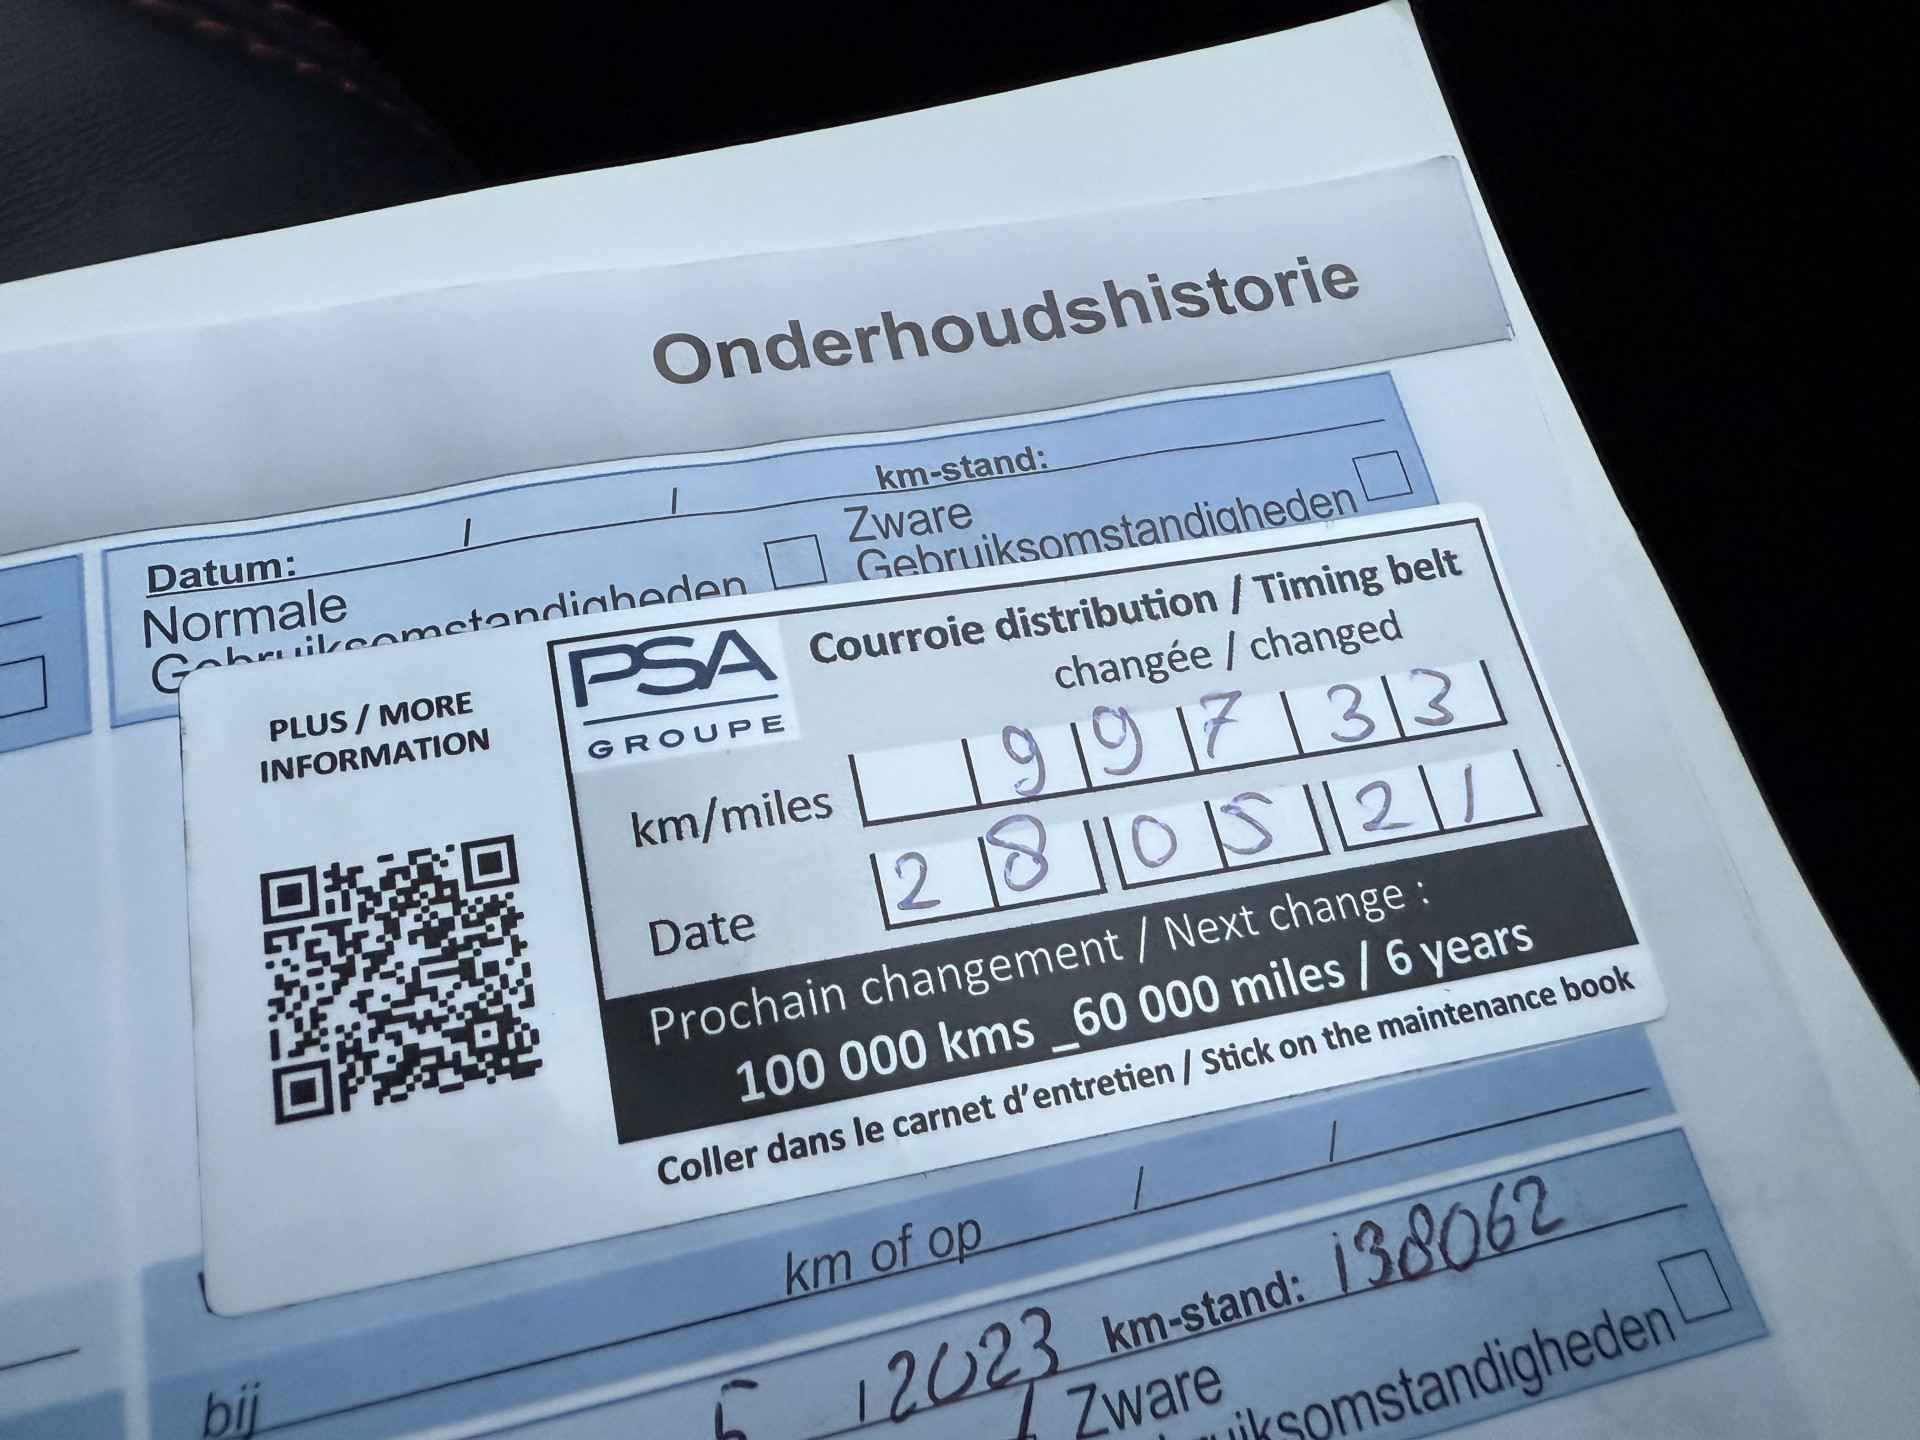 Onderhoudshistorie
Datum: / / km-stand:
Normale
Gebruiksomstandigheden
Zware
Gebruiksomstandigheden
PLUS / MORE
INFORMATION
PSA
GROUPE
Courroie distribution / Timing belt
changée / changed
km/miles 99733
Date 28 05 21
Prochain changement / Next change :
100 000 kms _60 000 miles / 6 years
Coller dans le carnet d'entretien / Stick on the maintenance book
bij km of op / /
5 / 2023 km-stand: 138062
Zware